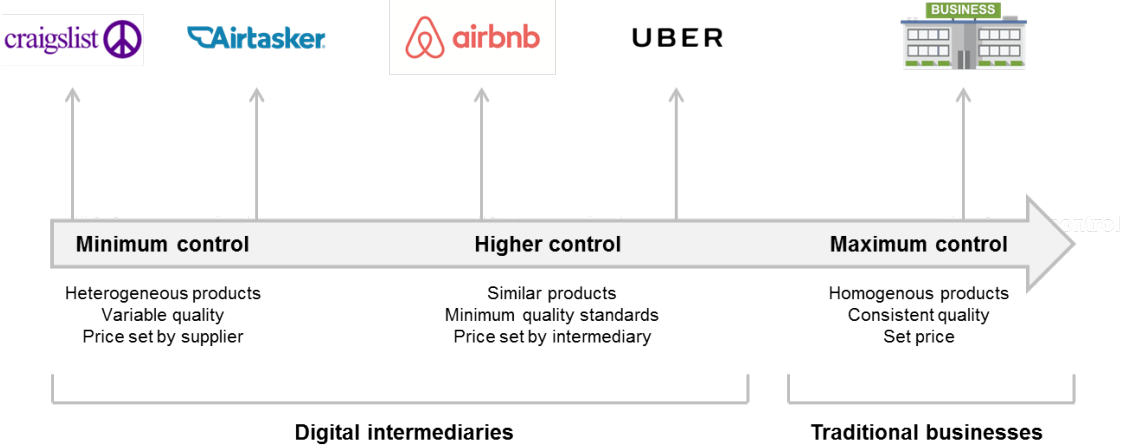 craigslist
Airtasker
airbnb
UBER
BUSINESS
Minimum control
Higher control
Maximum control
Heterogeneous products
Variable quality
Price set by supplier
Similar products
Minimum quality standards
Price set by intermediary
Homogenous products
Consistent quality
Set price
Digital intermediaries
Traditional businesses